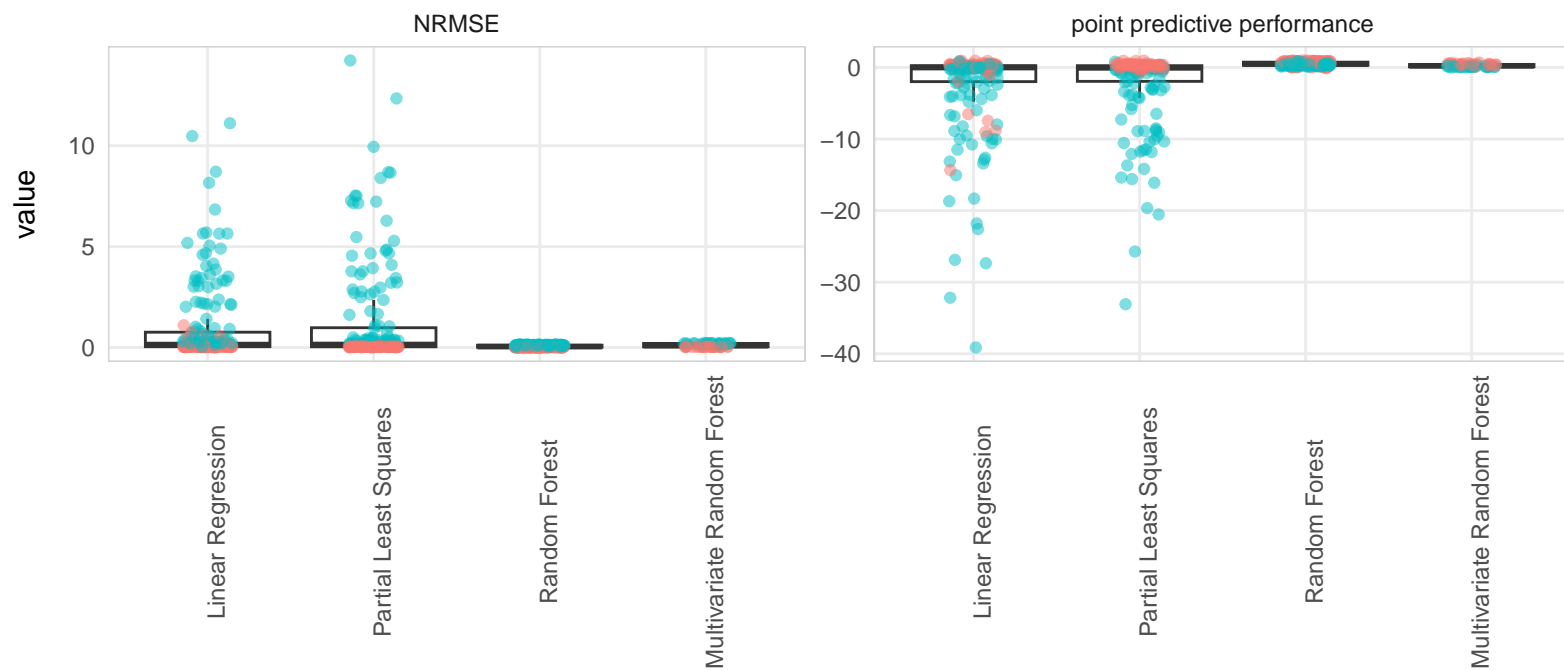 NRMSE
point predictive performance
value
10
5
0
0
−10
−20
−30
−40
Linear Regression
Partial Least Squares
Random Forest
Multivariate Random Forest
Linear Regression
Partial Least Squares
Random Forest
Multivariate Random Forest